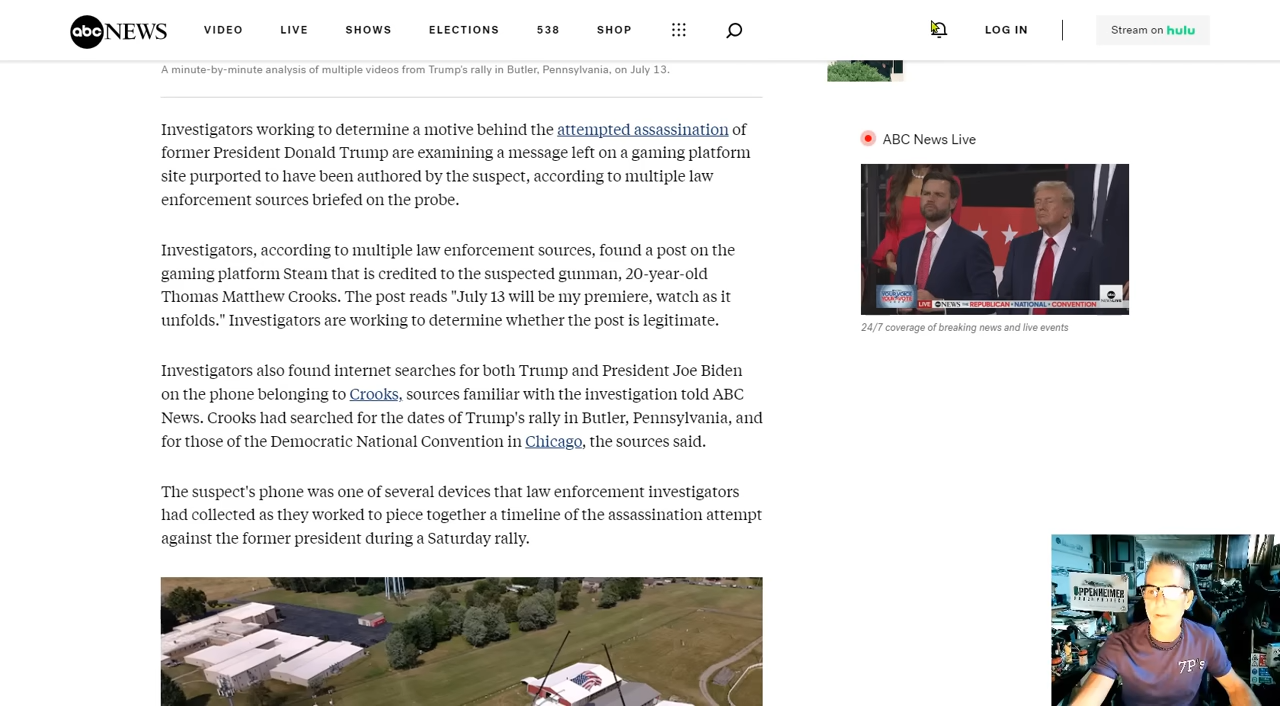 abc NEWS VIDEO LIVE SHOWS ELECTIONS 538 SHOP LOG IN Stream on hulu
A minute-by-minute analysis of multiple videos from Trump's rally in Butler, Pennsylvania, on July 13.
Investigators working to determine a motive behind the attempted assassination of
former President Donald Trump are examining a message left on a gaming platform
site purported to have been authored by the suspect, according to multiple law
enforcement sources briefed on the probe.
Investigators, according to multiple law enforcement sources, found a post on the
gaming platform Steam that is credited to the suspected gunman, 20-year-old
Thomas Matthew Crooks. The post reads "July 13 will be my premiere, watch as it
unfolds." Investigators are working to determine whether the post is legitimate.
Investigators also found internet searches for both Trump and President Joe Biden
on the phone belonging to Crooks, sources familiar with the investigation told ABC
News. Crooks had searched for the dates of Trump's rally in Butler, Pennsylvania, and
for those of the Democratic National Convention in Chicago, the sources said.
The suspect's phone was one of several devices that law enforcement investigators
had collected as they worked to piece together a timeline of the assassination attempt
against the former president during a Saturday rally.
ABC News Live
LIVE abc NEWS REPUBLICAN NATIONAL CONVENTION
24/7 coverage of breaking news and live events
OPPENHEIMER
7P's